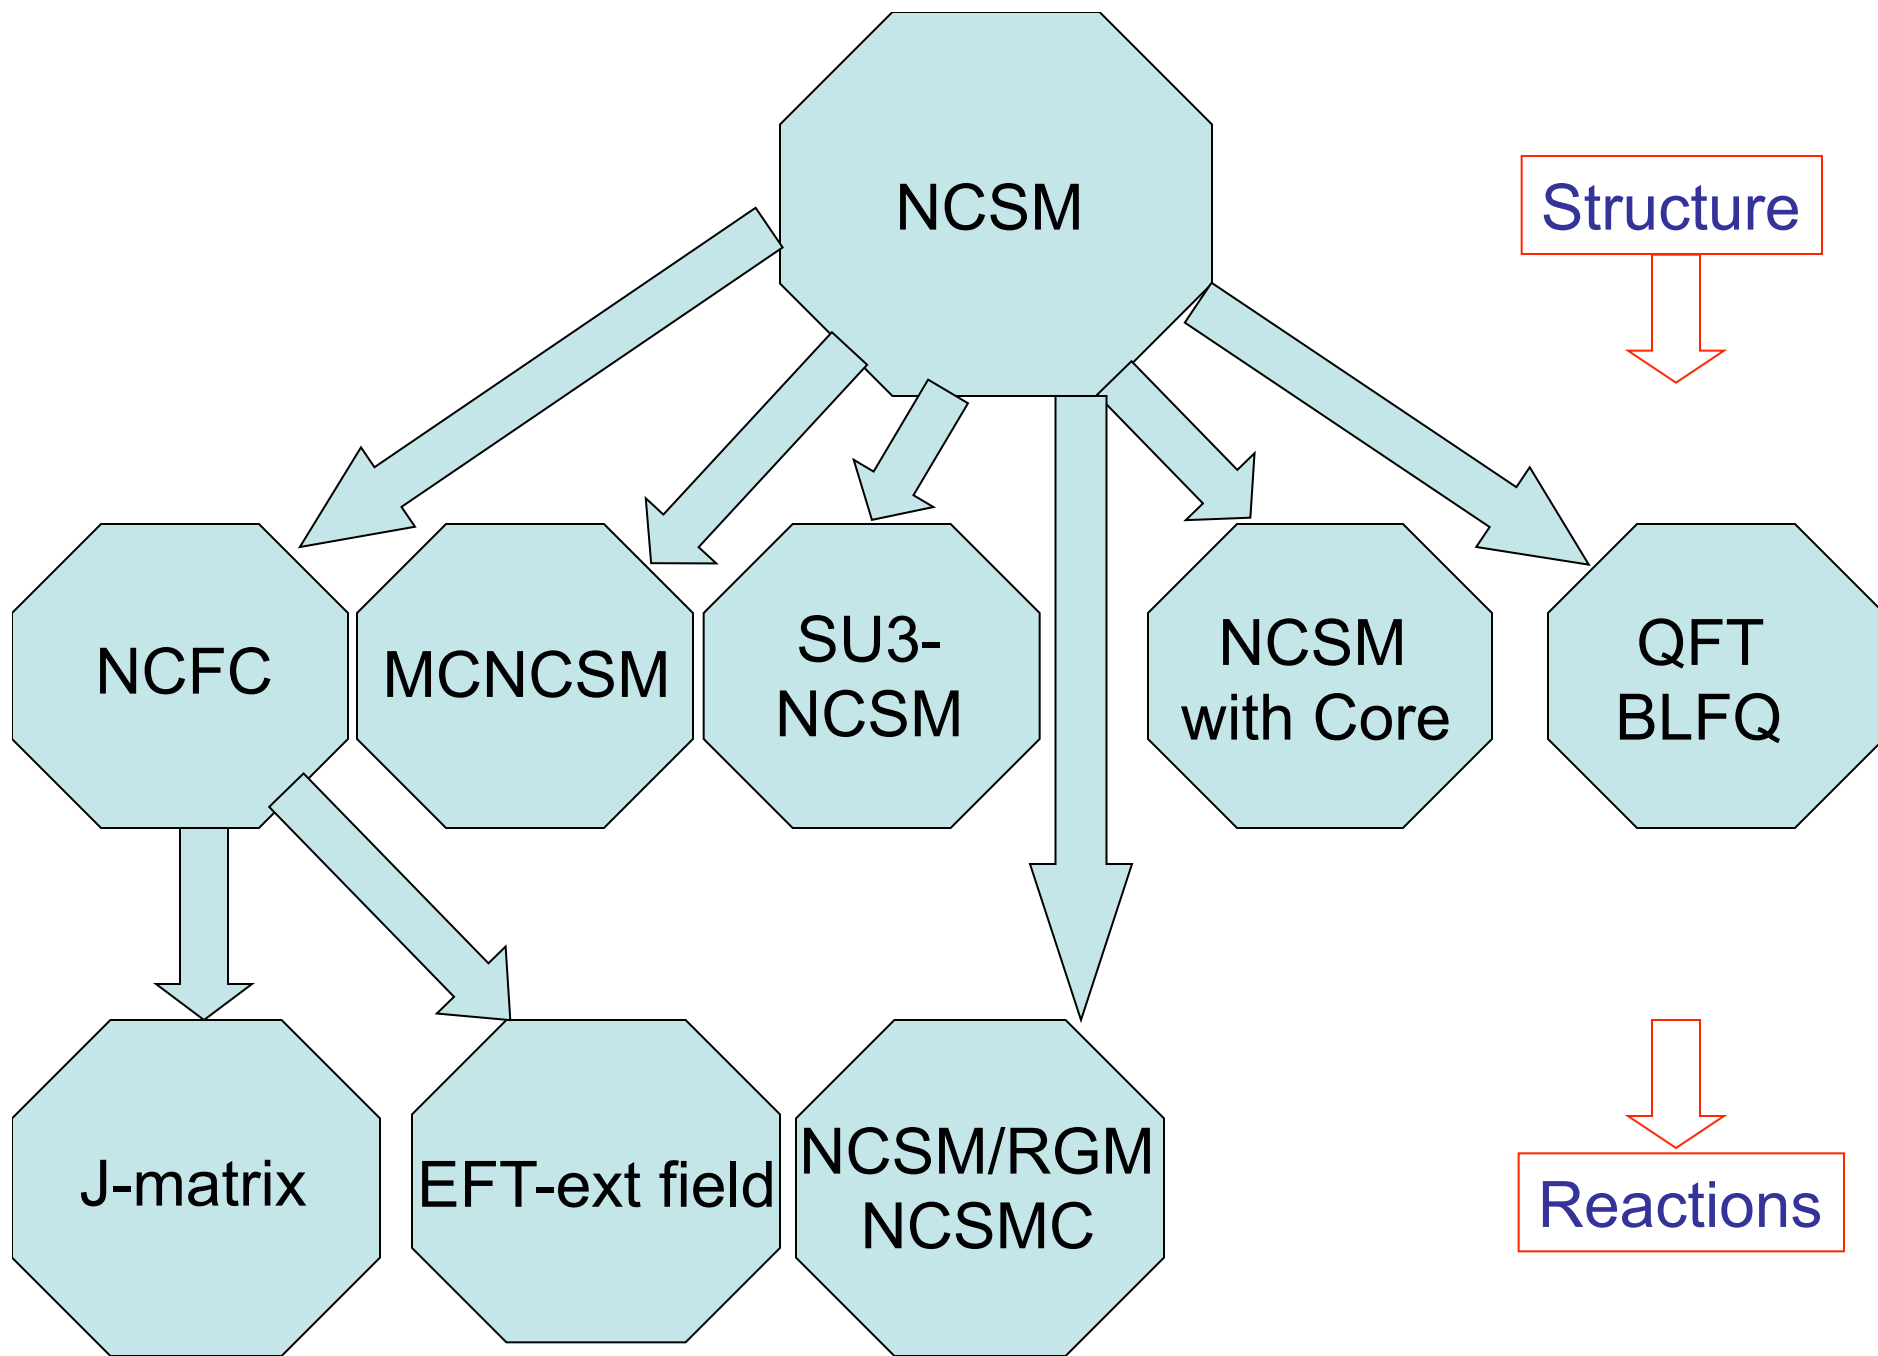 NCSM
Structure
NCFC
MCNCSM
SU3-
NCSM
NCSM
with Core
QFT
BLFQ
J-matrix
EFT-ext field
NCSM/RGM
NCSMC
Reactions